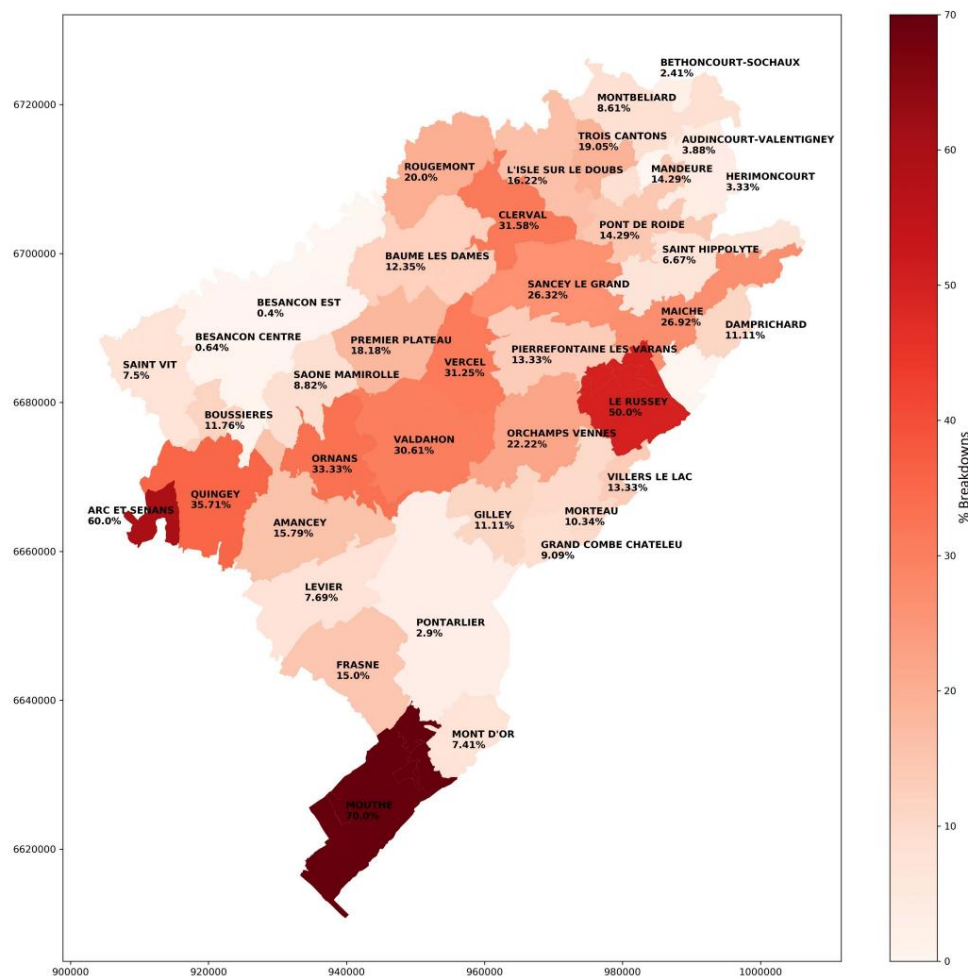 BETHONCOURT-SOCHAUX
2.41%
MONTBELIARD
8.61%
TROIS CANTONS
19.05%
AUDINCOURT-VALENTIGNEY
3.88%
ROUGEMONT
20.0%
L'ISLE SUR LE DOUBS
16.22%
MANDEURE
14.29%
HERIMONCOURT
3.33%
CLERVAL
31.58%
PONT DE ROIDE
14.29%
BAUME LES DAMES
12.35%
SAINT HIPPOLYTE
6.67%
SANCEY LE GRAND
26.32%
BESANCON EST
0.4%
MAICHE
26.92%
DAMPRICHARD
11.11%
BESANCON CENTRE
0.64%
PREMIER PLATEAU
18.18%
PIERREFONTAINE LES VARANS
13.33%
SAINT VIT
7.5%
VERCEL
31.25%
SAONE MAMIROLLE
8.82%
LE RUSSEY
50.0%
BOUSSIERES
11.76%
VALDAHON
30.61%
ORCHAMPS VENNES
22.22%
ORNANS
33.33%
VILLERS LE LAC
13.33%
QUINGEY
35.71%
ARC ET SENANS
60.0%
AMANCEY
15.79%
GILLEY
11.11%
MORTEAU
10.34%
GRAND COMBE CHATELEU
9.09%
LEVIER
7.69%
PONTARLIER
2.9%
FRASNE
15.0%
MONT D'OR
7.41%
MOUTHE
70.0%
6720000
6700000
6680000
6660000
6640000
6620000
900000
920000
940000
960000
980000
1000000
70
60
50
40
30
20
10
0
% Breakdowns